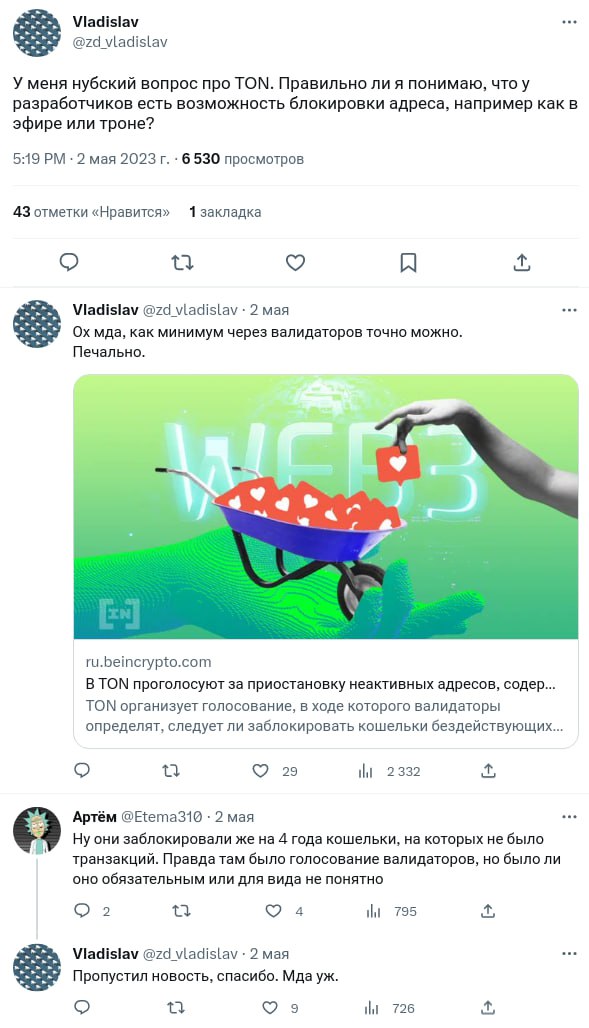 Vladislav
@zd_vladislav
У меня нубский вопрос про TON. Правильно ли я понимаю, что у
разработчиков есть возможность блокировки адреса, например как в
эфире или троне?
5:19 PM · 2 мая 2023 г. · 6 530 просмотров
43 отметки «Нравится» 1 закладка
Vladislav @zd_vladislav · 2 мая
Ох мда, как минимум через валидаторов точно можно.
Печально.
WEB3
[IN]
ru.beincrypto.com
В TON проголосуют за приостановку неактивных адресов, содер...
TON организует голосование, в ходе которого валидаторы
определят, следует ли заблокировать кошельки бездействующих...
29 2 332
Артём @Etema310 · 2 мая
Ну они заблокировали же на 4 года кошельки, на которых не было
транзакций. Правда там было голосование валидаторов, но было ли
оно обязательным или для вида не понятно
2 4 795
Vladislav @zd_vladislav · 2 мая
Пропустил новость, спасибо. Мда уж.
9 726